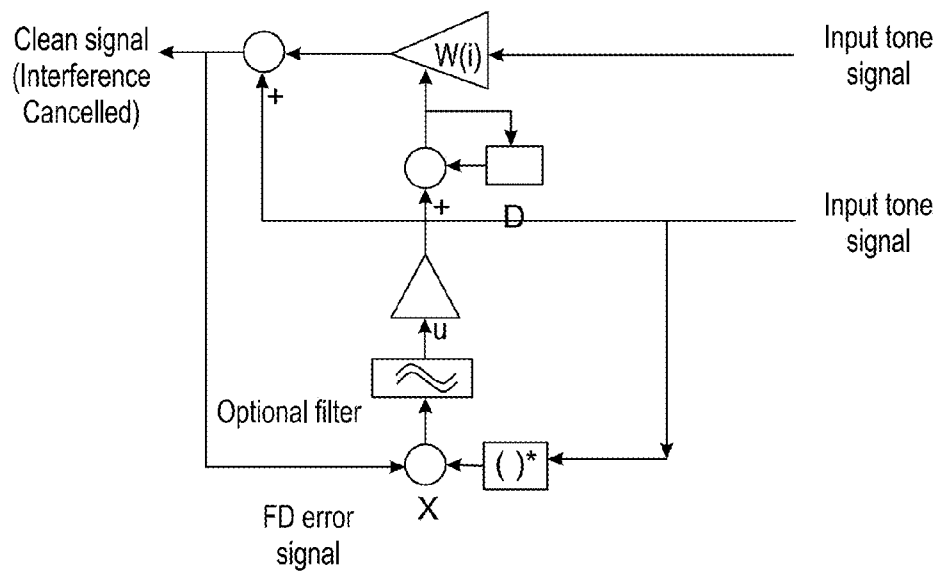 Clean signal
(Interference
Cancelled)
W(i)
Input tone
signal
+
+
D
Input tone
signal
u
Optional filter
( )*
X
FD error
signal